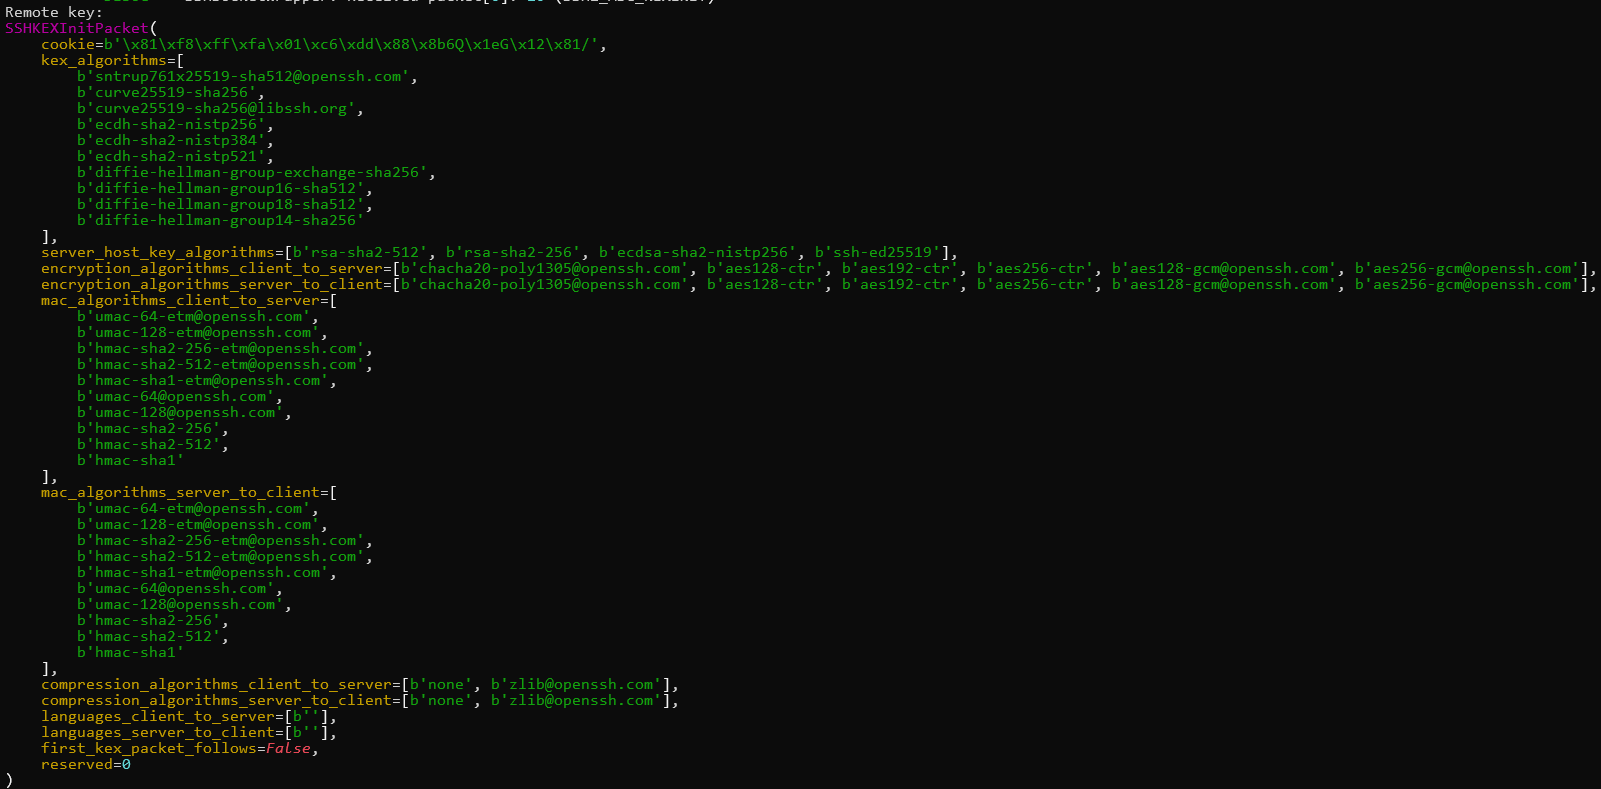 Remote key:
SSHKEXInitPacket(
    cookie=b'\x81\xf8\xff\xfa\x01\xc6\xdd\x88\x8b6Q\x1eG\x12\x81/',
    kex_algorithms=[
        b'sntrup761x25519-sha512@openssh.com',
        b'curve25519-sha256',
        b'curve25519-sha256@libssh.org',
        b'ecdh-sha2-nistp256',
        b'ecdh-sha2-nistp384',
        b'ecdh-sha2-nistp521',
        b'diffie-hellman-group-exchange-sha256',
        b'diffie-hellman-group16-sha512',
        b'diffie-hellman-group18-sha512',
        b'diffie-hellman-group14-sha256'
    ],
    server_host_key_algorithms=[b'rsa-sha2-512', b'rsa-sha2-256', b'ecdsa-sha2-nistp256', b'ssh-ed25519'],
    encryption_algorithms_client_to_server=[b'chacha20-poly1305@openssh.com', b'aes128-ctr', b'aes192-ctr', b'aes256-ctr', b'aes128-gcm@openssh.com', b'aes256-gcm@openssh.com'],
    encryption_algorithms_server_to_client=[b'chacha20-poly1305@openssh.com', b'aes128-ctr', b'aes192-ctr', b'aes256-ctr', b'aes128-gcm@openssh.com', b'aes256-gcm@openssh.com'],
    mac_algorithms_client_to_server=[
        b'umac-64-etm@openssh.com',
        b'umac-128-etm@openssh.com',
        b'hmac-sha2-256-etm@openssh.com',
        b'hmac-sha2-512-etm@openssh.com',
        b'hmac-sha1-etm@openssh.com',
        b'umac-64@openssh.com',
        b'umac-128@openssh.com',
        b'hmac-sha2-256',
        b'hmac-sha2-512',
        b'hmac-sha1'
    ],
    mac_algorithms_server_to_client=[
        b'umac-64-etm@openssh.com',
        b'umac-128-etm@openssh.com',
        b'hmac-sha2-256-etm@openssh.com',
        b'hmac-sha2-512-etm@openssh.com',
        b'hmac-sha1-etm@openssh.com',
        b'umac-64@openssh.com',
        b'umac-128@openssh.com',
        b'hmac-sha2-256',
        b'hmac-sha2-512',
        b'hmac-sha1'
    ],
    compression_algorithms_client_to_server=[b'none', b'zlib@openssh.com'],
    compression_algorithms_server_to_client=[b'none', b'zlib@openssh.com'],
    languages_client_to_server=[b''],
    languages_server_to_client=[b''],
    first_kex_packet_follows=False,
    reserved=0
)